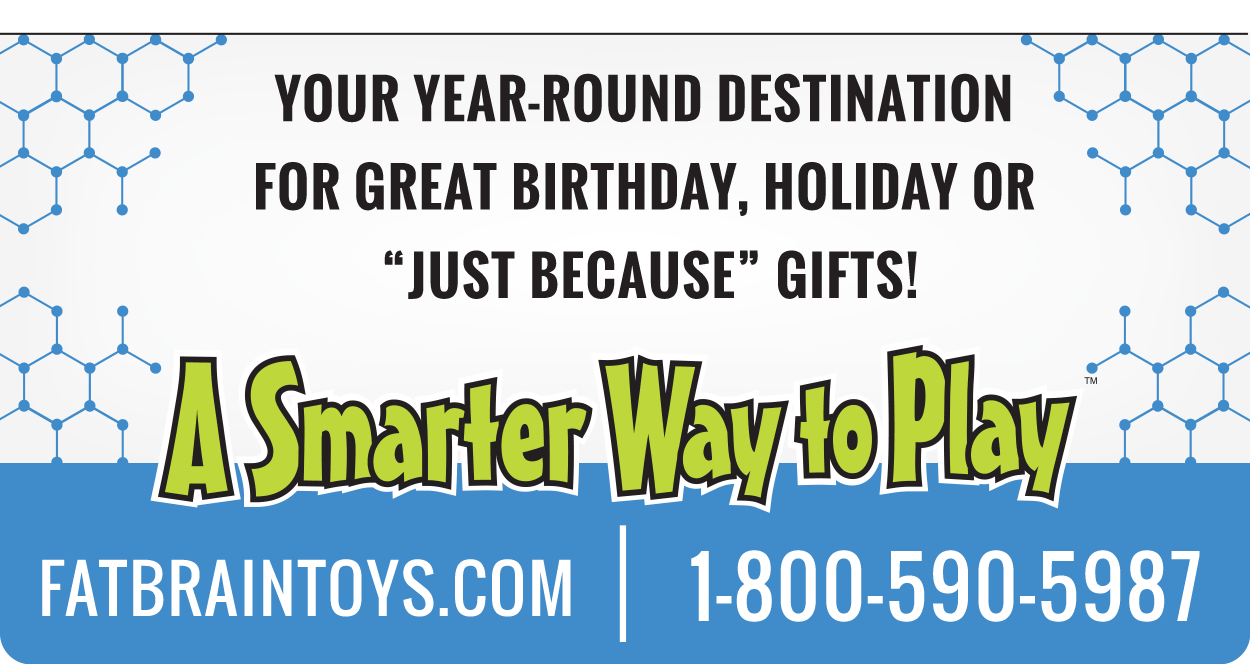 YOUR YEAR-ROUND DESTINATION
FOR GREAT BIRTHDAY, HOLIDAY OR
“JUST BECAUSE” GIFTS!
A Smarter Way to Play™
FATBRAINTOYS.COM | 1-800-590-5987